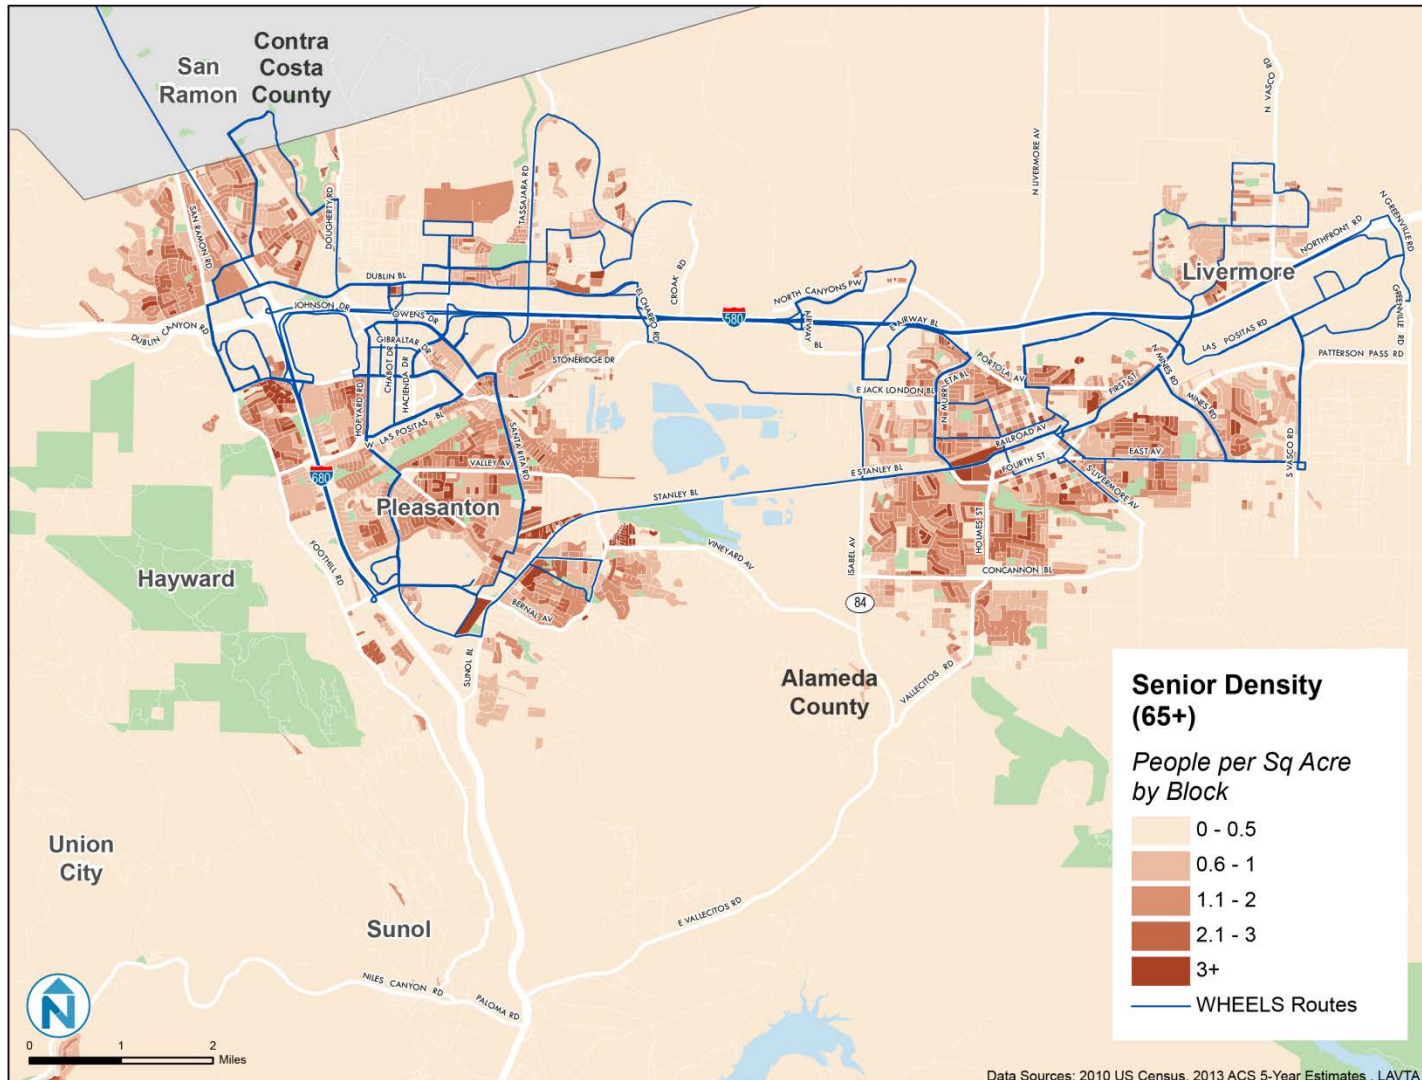 Contra
Costa
County
San
Ramon
N VASCO RD
SAN RAMON RD
DOUGHERTY RD
TASSAJARA RD
N LIVERMORE AV
N GREENVILLE RD
NORTHFRONT RD
Livermore
DUBLIN BL
CROAK RD
EL CHARRO RD
NORTH CANYONS PW
GREENVILLE RD
DUBLIN CANYON RD
JOHNSON DR
OWENS DR
580
AIRWAY
BL
E AIRWAY BL
LAS POSITAS RD
GIBRALTAR DR
STONERIDGE DR
PORTOLA AV
N MINES RD
PATTERSON PASS RD
CHABOT DR
HACIENDA DR
HOPYARD RD
E JACK LONDON BL
N MURRIETA BL
FIRST ST
MINES RD
W LAS POSITAS BL
SANTA RITA RD
RAILROAD AV
VALLEY AV
E STANLEY BL
FOURTH ST
EAST AV
S VASCO RD
680
STANLEY BL
S LIVERMORE AV
Pleasanton
HOLMES ST
FOOTHILL RD
VINEYARD AV
ISABEL AV
CONCANNON BL
Hayward
BERNAL AV
84
SUNOL BL
Alameda
County
VALLECITOS RD
Senior Density
(65+)
People per Sq Acre
by Block
0 - 0.5
0.6 - 1
1.1 - 2
2.1 - 3
3+
WHEELS Routes
Union
City
Sunol
E VALLECITOS RD
NILES CANYON RD
PALOMA RD
N
0 1 2
Miles
Data Sources: 2010 US Census, 2013 ACS 5-Year Estimates , LAVTA